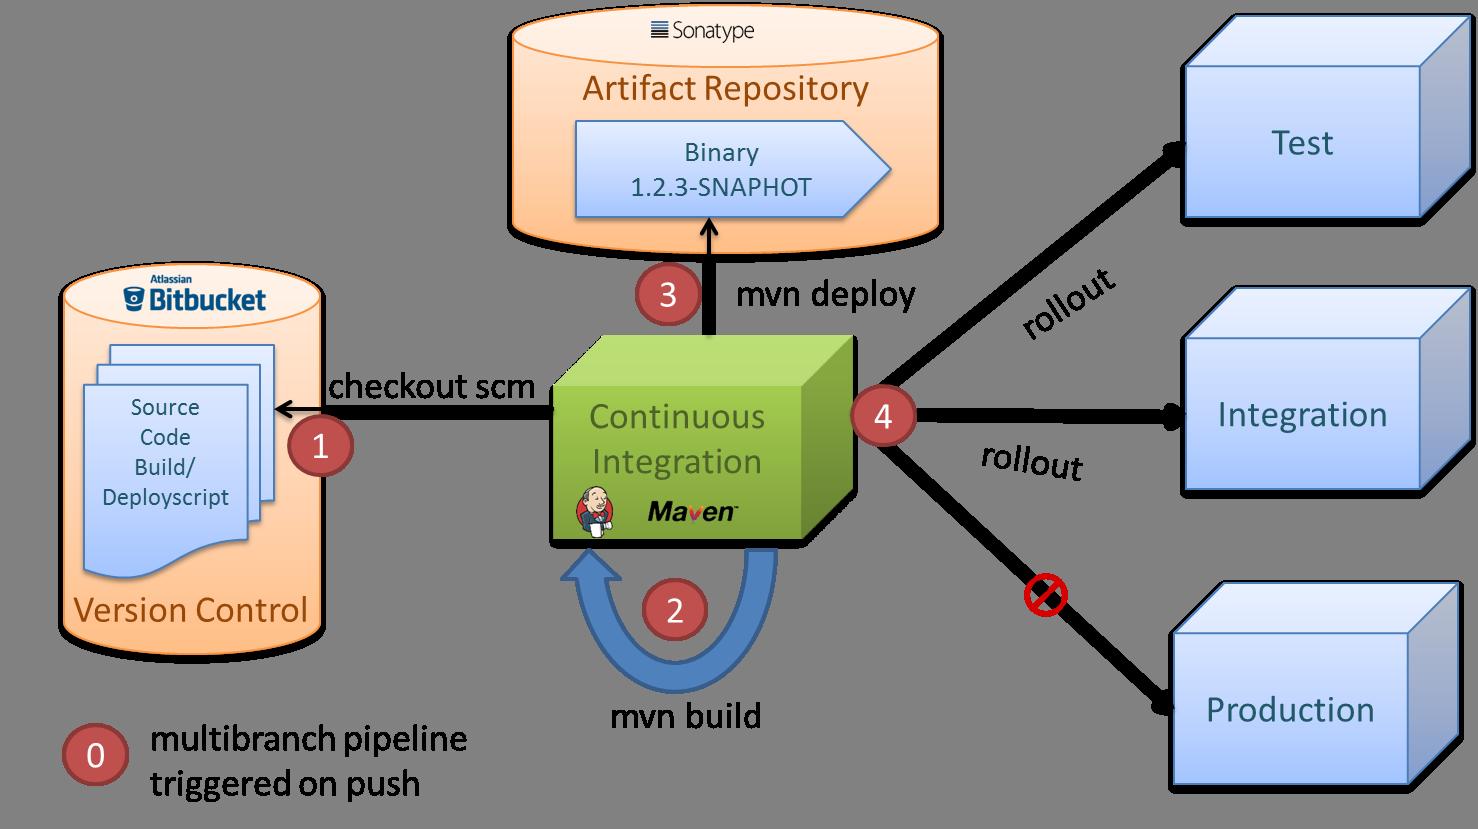 Sonatype
Artifact Repository
Binary
1.2.3-SNAPHOT
Test
Atlassian
Bitbucket
3
mvn deploy
rollout
checkout scm
Source
Code
Build/
Deployscript
1
Continuous
Integration
Maven™
4
rollout
Integration
Version Control
2
mvn build
Production
0
multibranch pipeline
triggered on push